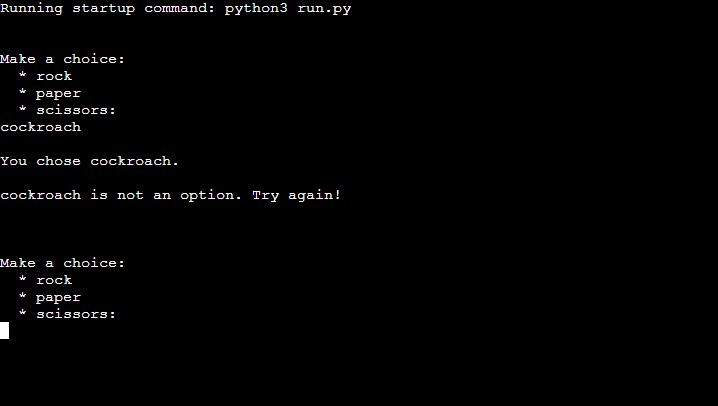 Running startup command: python3 run.py
Make a choice:
  * rock
  * paper
  * scissors:
cockroach
You chose cockroach.
cockroach is not an option. Try again!
Make a choice:
  * rock
  * paper
  * scissors: